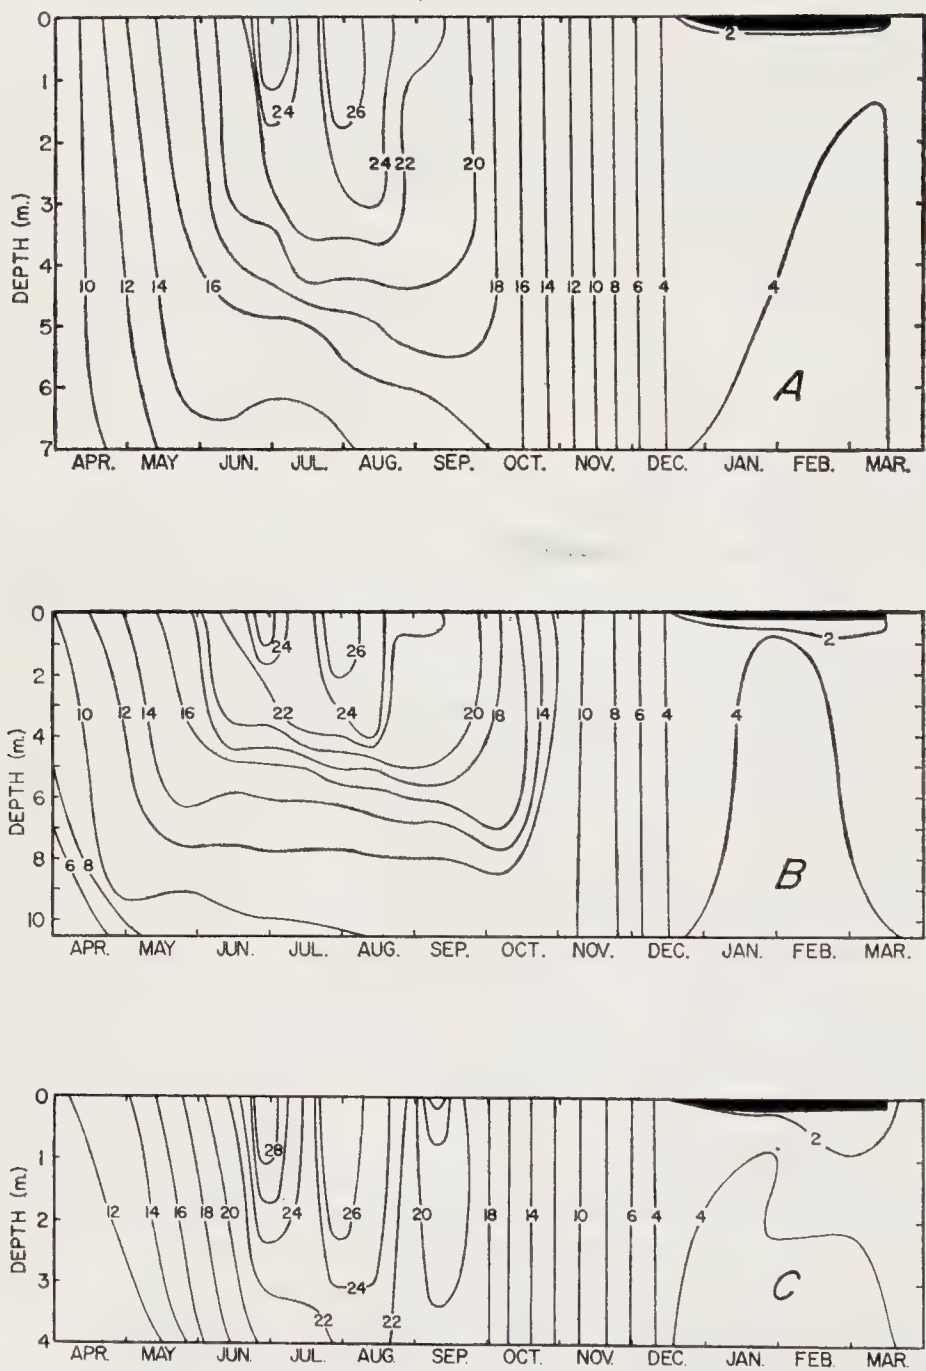 0
2
1
24
26
2
24 22 20
3
DEPTH (m.)
4
10 12 14 16 18 16 14 12 10 8 6 4 4
5
6
A
7
APR. MAY JUN. JUL. AUG. SEP. OCT. NOV. DEC. JAN. FEB. MAR.
0
2
24 26
2
10 12 14 16 22 24 20 18 14 10 8 6 4 4
4
DEPTH (m.)
6
6 8
8
B
10
APR. MAY JUN. JUL. AUG. SEP. OCT. NOV. DEC. JAN. FEB. MAR.
0
2
28
1
12 14 16 18 20 24 26 20 18 14 10 6 4 4
2
DEPTH (m.)
24
3
C
22 22
4
APR. MAY JUN. JUL. AUG. SEP. OCT. NOV. DEC. JAN. FEB. MAR.